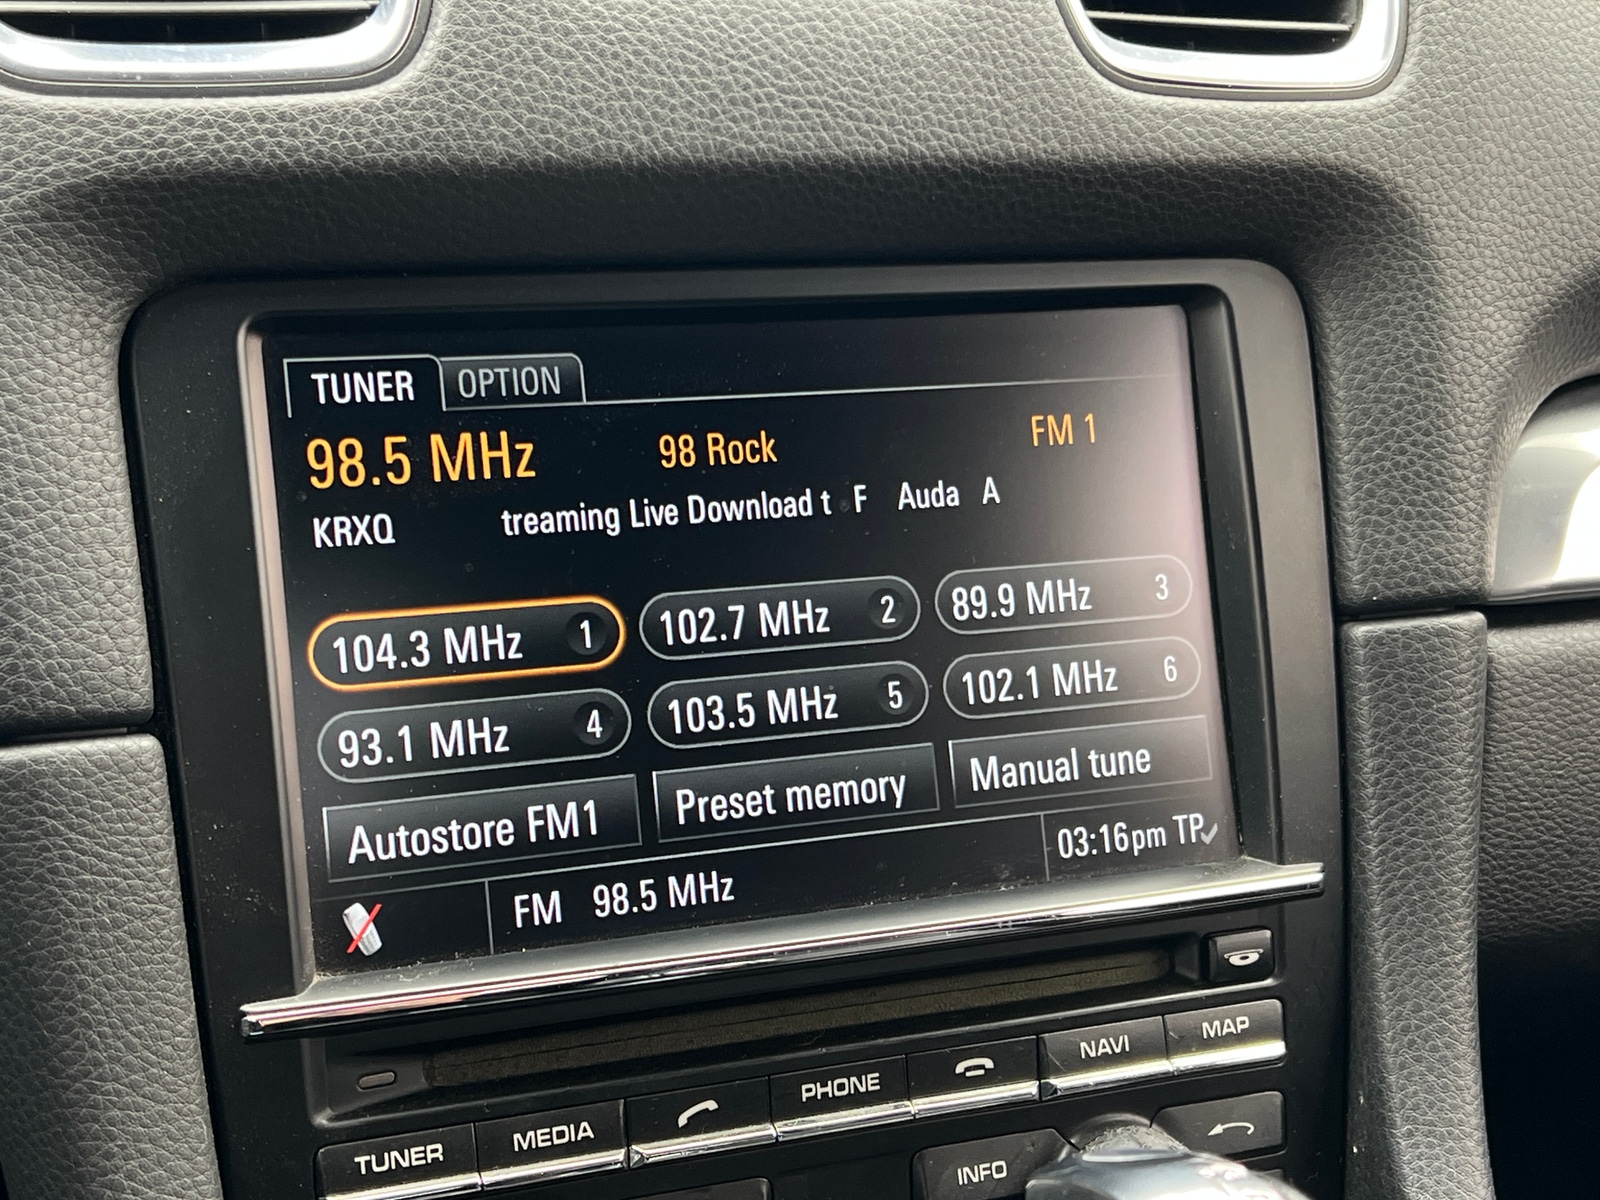 TUNER OPTION
98.5 MHz 98 Rock FM 1
KRXQ treaming Live Download t F Auda A
104.3 MHz 1 102.7 MHz 2 89.9 MHz 3
93.1 MHz 4 103.5 MHz 5 102.1 MHz 6
Autostore FM1 Preset memory Manual tune
FM 98.5 MHz 03:16pm TP
TUNER MEDIA PHONE NAVI MAP
INFO